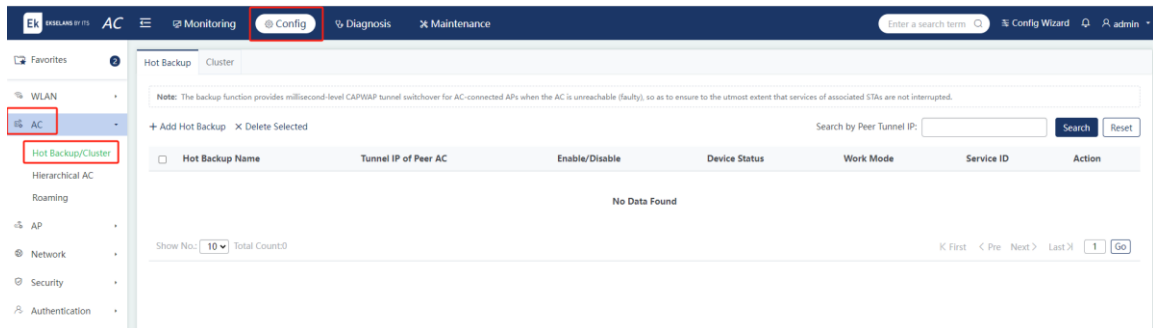 Ek EKSELANS BY ITS AC Monitoring Config Diagnosis Maintenance Enter a search term Config Wizard admin
Favorites 2
WLAN
AC
Hot Backup/Cluster
Hierarchical AC
Roaming
AP
Network
Security
Authentication
Hot Backup Cluster
Note: The backup function provides millisecond-level CAPWAP tunnel switchover for AC-connected APs when the AC is unreachable (faulty), so as to ensure to the utmost extent that services of associated STAs are not interrupted.
+ Add Hot Backup X Delete Selected Search by Peer Tunnel IP: Search Reset
Hot Backup Name Tunnel IP of Peer AC Enable/Disable Device Status Work Mode Service ID Action
No Data Found
Show No.: 10 Total Count:0 First Pre Next Last 1 Go